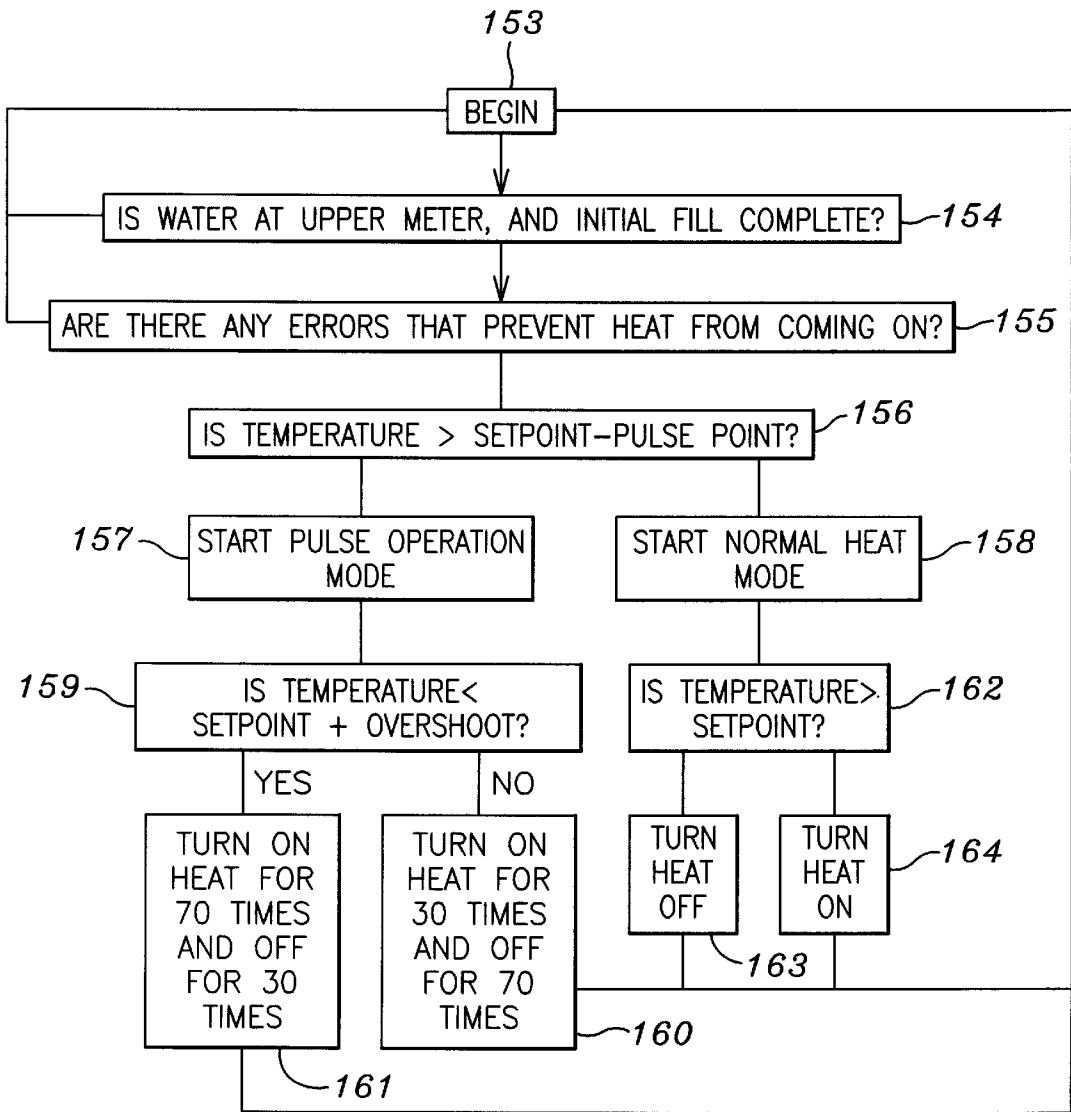 153
BEGIN
IS WATER AT UPPER METER, AND INITIAL FILL COMPLETE?
154
ARE THERE ANY ERRORS THAT PREVENT HEAT FROM COMING ON?
155
IS TEMPERATURE > SETPOINT-PULSE POINT?
156
157
START PULSE OPERATION
MODE
START NORMAL HEAT
MODE
158
159
IS TEMPERATURE<
SETPOINT + OVERSHOOT?
IS TEMPERATURE>
SETPOINT?
162
YES
NO
TURN ON
HEAT FOR
70 TIMES
AND OFF
FOR 30
TIMES
161
TURN ON
HEAT FOR
30 TIMES
AND OFF
FOR 70
TIMES
160
TURN
HEAT
OFF
163
TURN
HEAT
ON
164